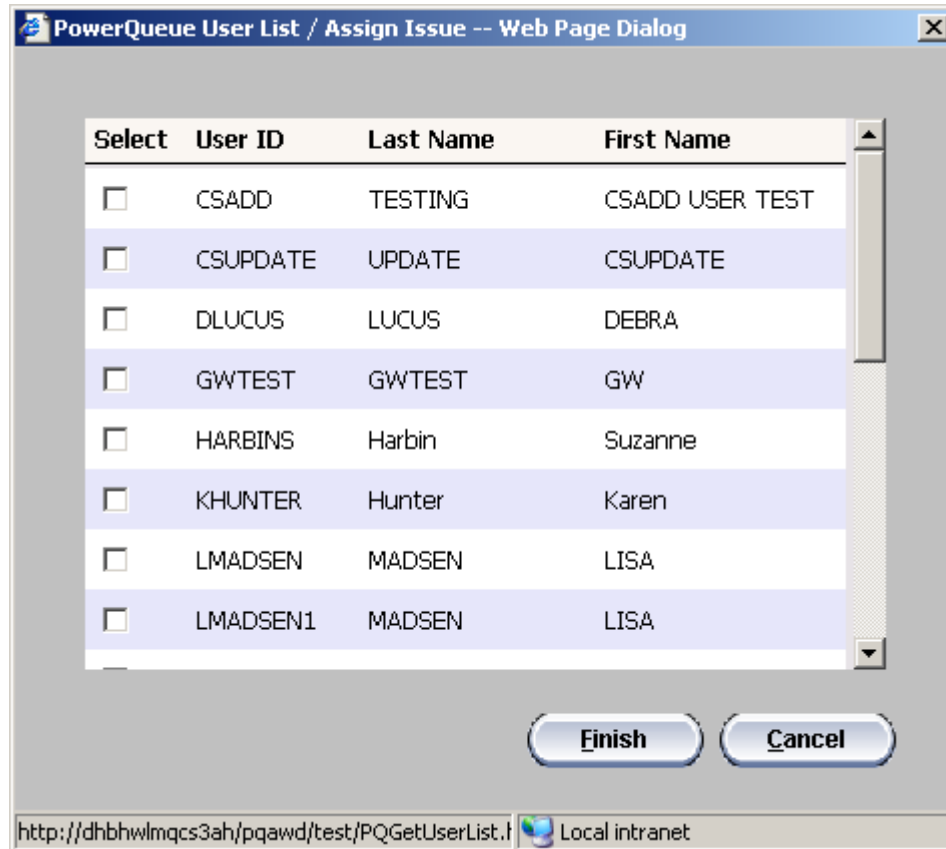 PowerQueue User List / Assign Issue -- Web Page Dialog
Select User ID Last Name First Name
CSADD TESTING CSADD USER TEST
CSUPDATE UPDATE CSUPDATE
DLUCUS LUCUS DEBRA
GWTEST GWTEST GW
HARBINS Harbin Suzanne
KHUNTER Hunter Karen
LMADSEN MADSEN LISA
LMADSEN1 MADSEN LISA
Finish Cancel
http://dhbhwlmqcs3ah/pqawd/test/PQGetUserList.h Local intranet